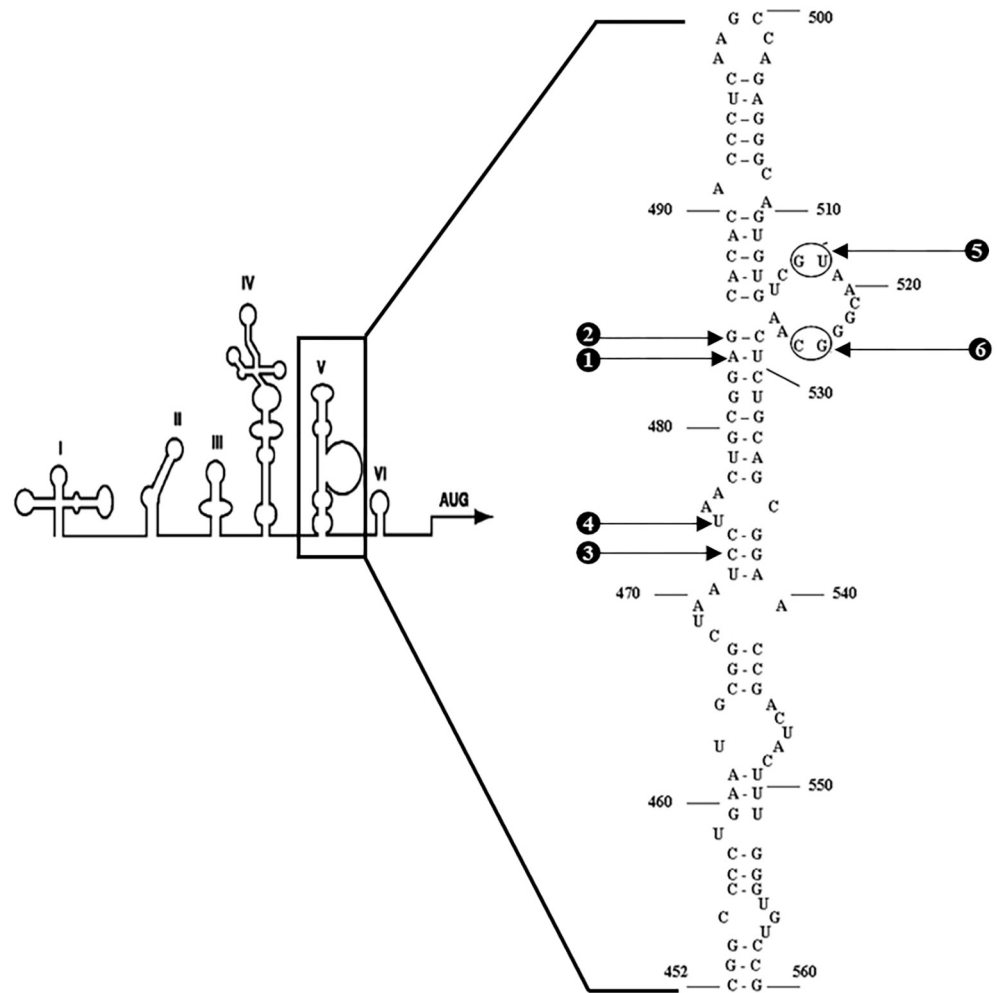 G C 500
A C
A A
C – G
U - A
C – G
C – G
C – G
C
A
A
490 C – G 510
A - U
5
C – G G U
A - U C A
C – G U A 520
C
A G
2 G – C A C G G 6
1 A - U
G – C 530
G U
C – G
480 G – C
U - A
C – G
A
A C
4 U
C - G
3 C - G
U - A
A
470 A A 540
U
C
G - C
G - C
C - G
G A
C
U
U A
C
A - U
A - U 550
460 G U
U
C - G
C - G
C - G
U
C G
U
G - C
G - C
452 C - G 560
I
II
III
IV
V
VI
AUG